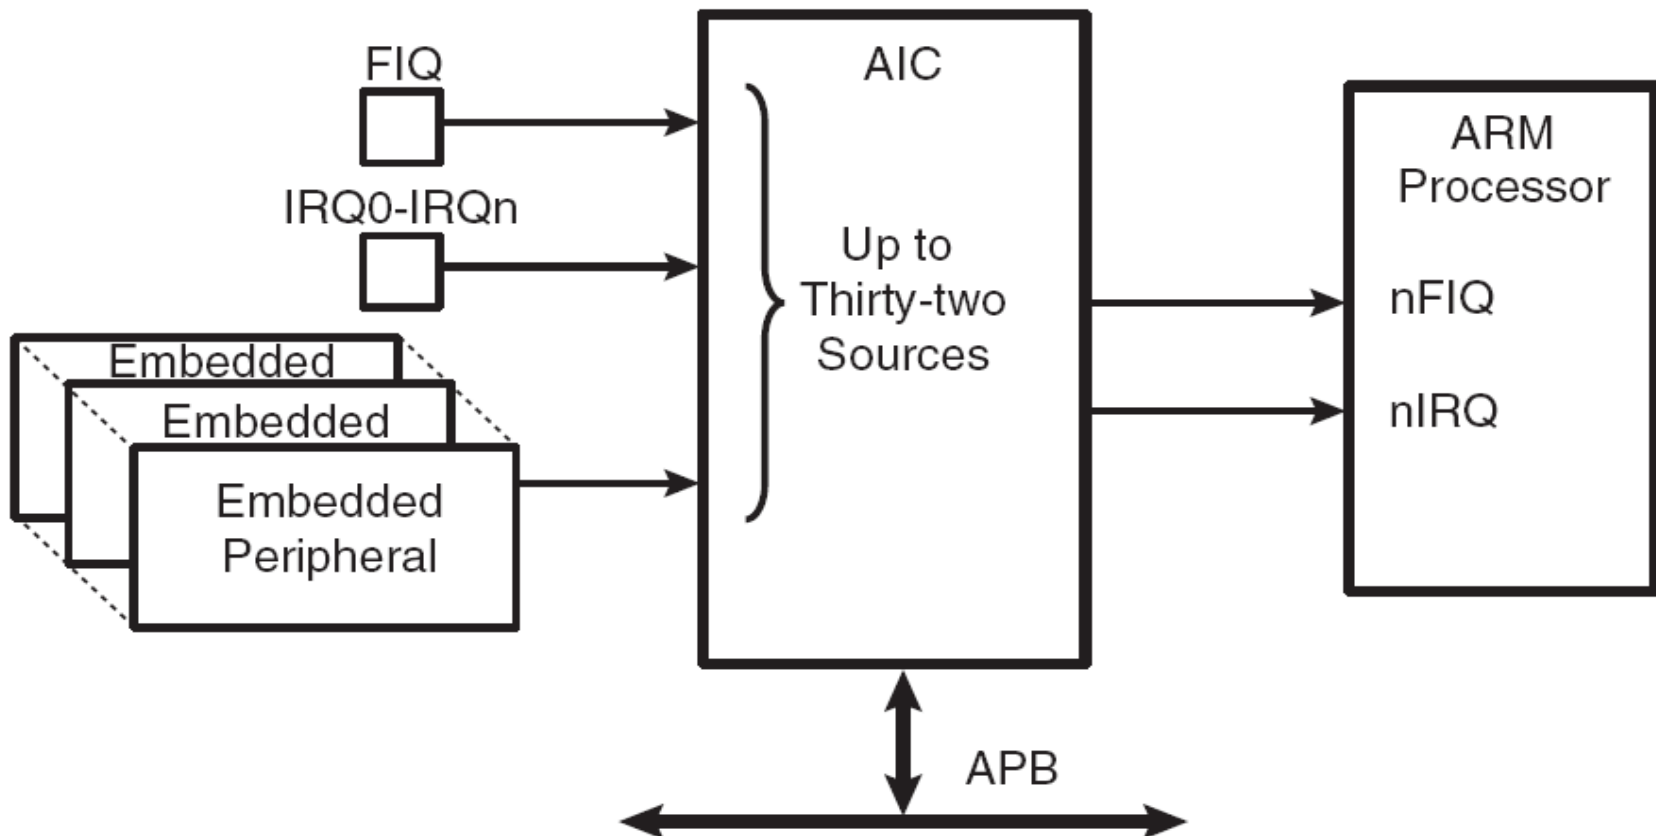 FIQ
IRQ0-IRQn
Embedded
Embedded
Embedded
Peripheral
AIC
Up to
Thirty-two
Sources
ARM
Processor
nFIQ
nIRQ
APB